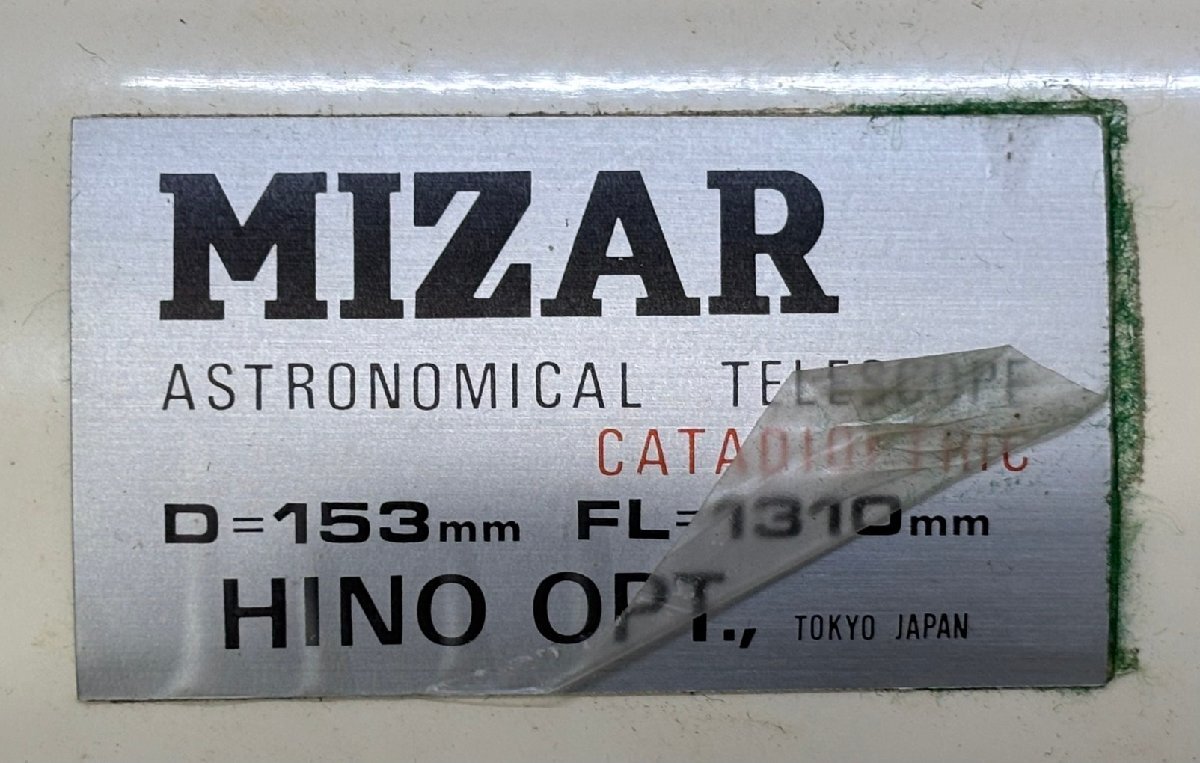 MIZAR
ASTRONOMICAL TELESCOPE
CATADIOPTRIC
D=153mm FL=1310mm
HINO OPT., TOKYO JAPAN